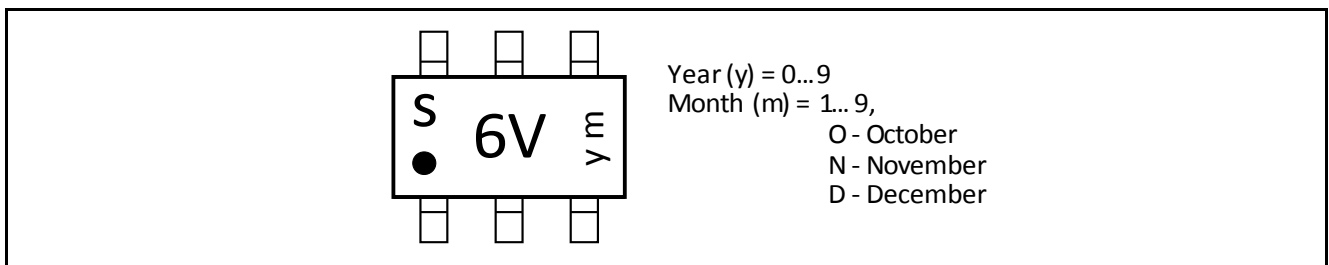 S
6V
y m
Year (y) = 0...9
Month (m) = 1... 9,
O - October
N - November
D - December